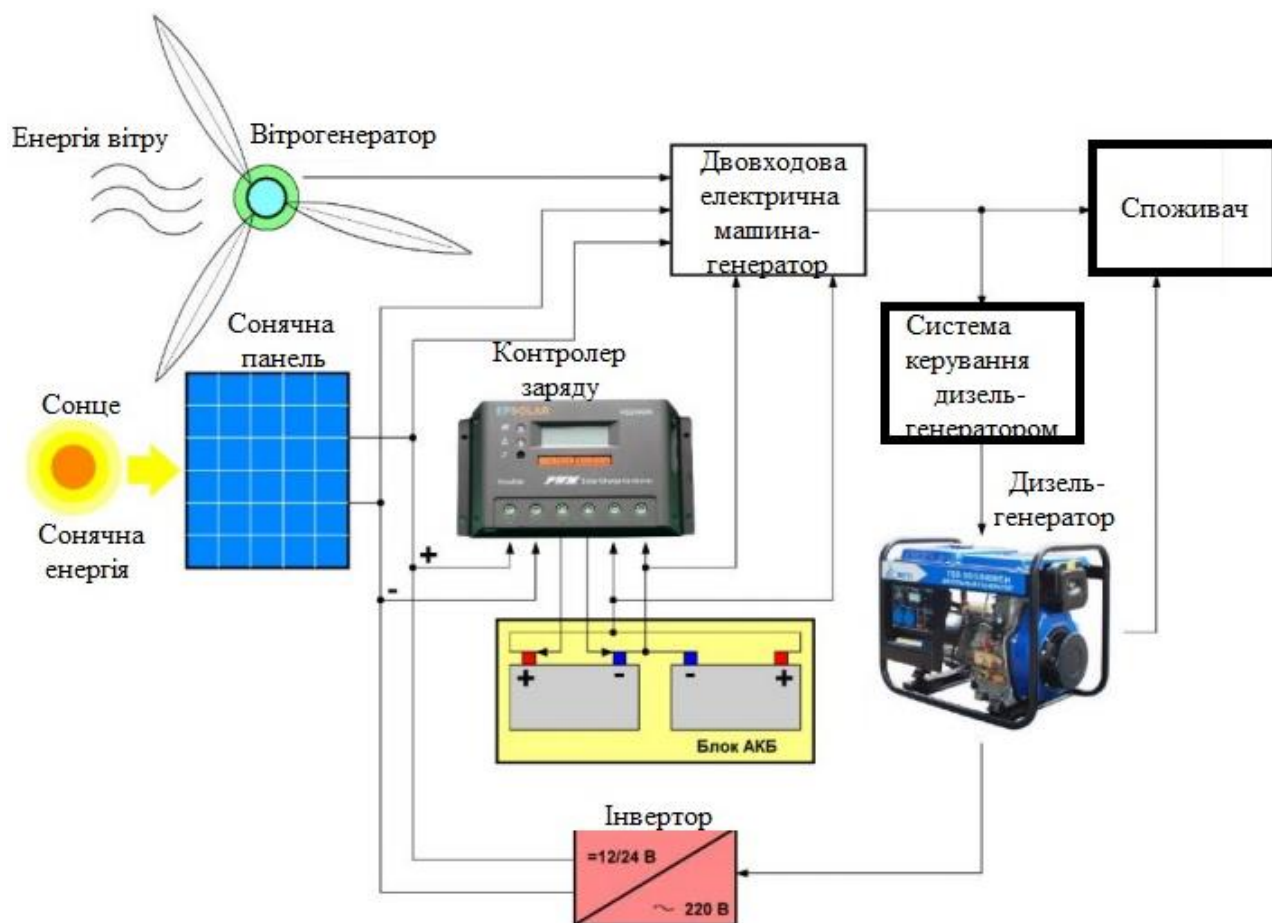 Енергія вітру
Вітрогенератор
Двовходова
електрична
машина-
генератор
Споживач
Сонячна
панель
Контролер
заряду
Система
керування
дизель-
генератором
Сонце
EPSOLAR
Сонячна
енергія
Дизель-
генератор
+
-
+
-
-
+
Блок АКБ
Інвертор
=12/24 В
~ 220 В